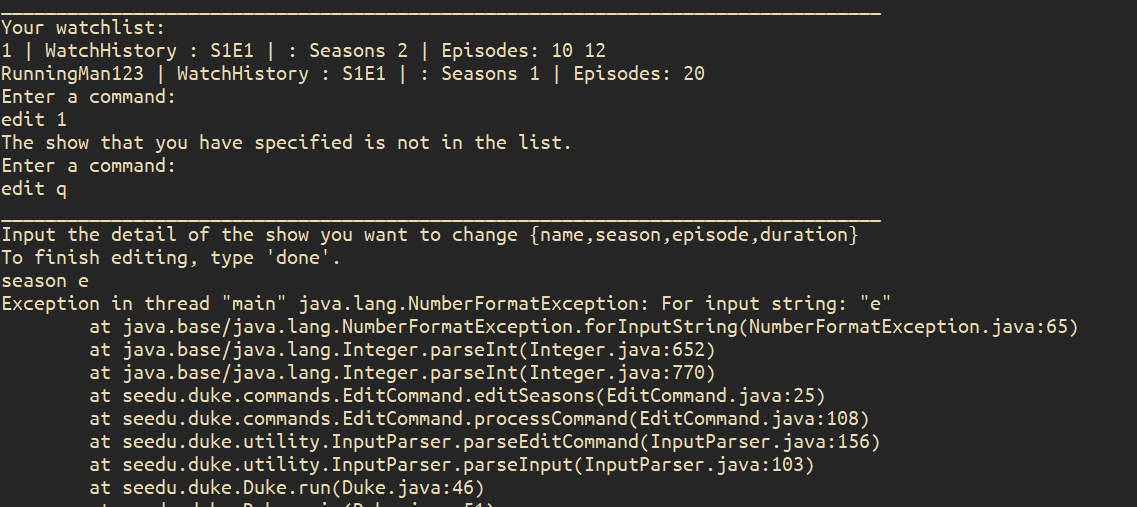 Your watchlist:
1 | WatchHistory : S1E1 | : Seasons 2 | Episodes: 10 12
RunningMan123 | WatchHistory : S1E1 | : Seasons 1 | Episodes: 20
Enter a command:
edit 1
The show that you have specified is not in the list.
Enter a command:
edit q
Input the detail of the show you want to change {name,season,episode,duration}
To finish editing, type 'done'.
season e
Exception in thread "main" java.lang.NumberFormatException: For input string: "e"
at java.base/java.lang.NumberFormatException.forInputString(NumberFormatException.java:65)
at java.base/java.lang.Integer.parseInt(Integer.java:652)
at java.base/java.lang.Integer.parseInt(Integer.java:770)
at seedu.duke.commands.EditCommand.editSeasons(EditCommand.java:25)
at seedu.duke.commands.EditCommand.processCommand(EditCommand.java:108)
at seedu.duke.utility.InputParser.parseEditCommand(InputParser.java:156)
at seedu.duke.utility.InputParser.parseInput(InputParser.java:103)
at seedu.duke.Duke.run(Duke.java:46)